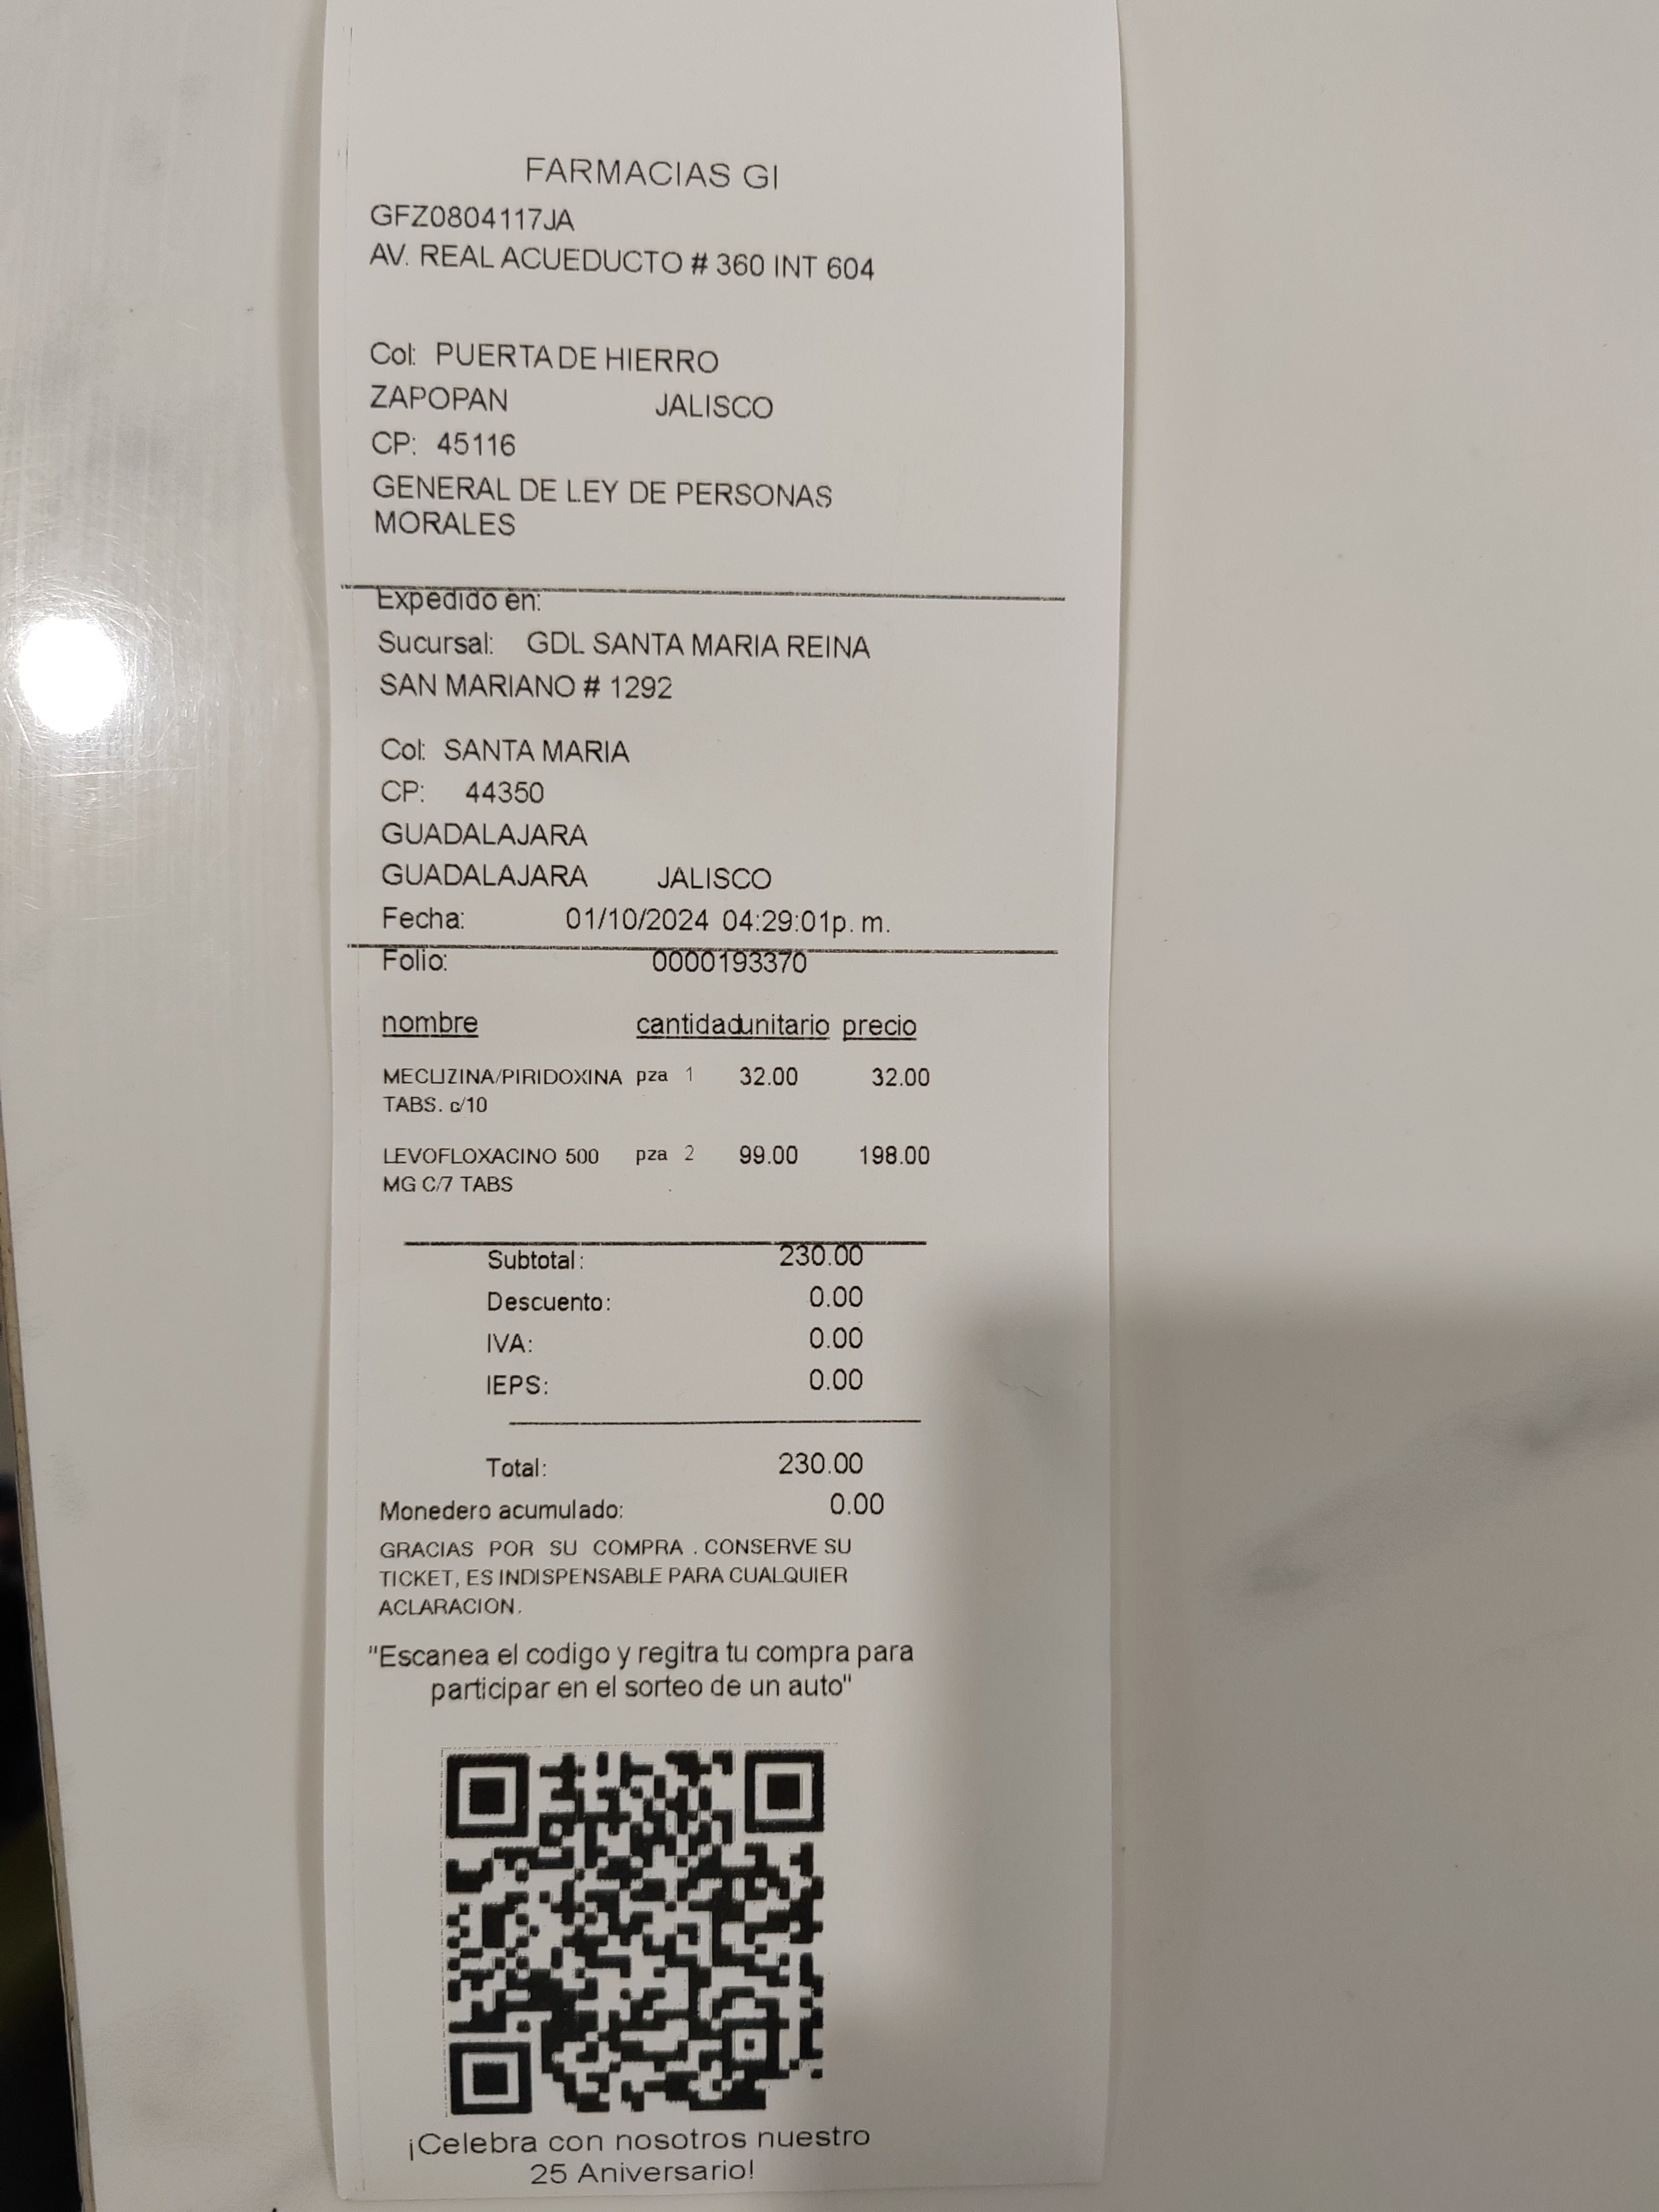 FARMACIAS GI
GFZ0804117JA
AV. REAL ACUEDUCTO # 360 INT 604
Col: PUERTA DE HIERRO
ZAPOPAN JALISCO
CP: 45116
GENERAL DE LEY DE PERSONAS
MORALES
Expedido en:
Sucursal: GDL SANTA MARIA REINA
SAN MARIANO # 1292
Col: SANTA MARIA
CP: 44350
GUADALAJARA
GUADALAJARA JALISCO
Fecha: 01/10/2024 04:29:01p. m.
Folio: 0000193370
nombre cantidad unitario precio
MECLIZINA/PIRIDOXINA pza 1 32.00 32.00
TABS. c/10
LEVOFLOXACINO 500 pza 2 99.00 198.00
MG C/7 TABS
Subtotal: 230.00
Descuento: 0.00
IVA: 0.00
IEPS: 0.00
Total: 230.00
Monedero acumulado: 0.00
GRACIAS POR SU COMPRA . CONSERVE SU
TICKET, ES INDISPENSABLE PARA CUALQUIER
ACLARACION.
"Escanea el codigo y regitra tu compra para
participar en el sorteo de un auto"
¡Celebra con nosotros nuestro
25 Aniversario!